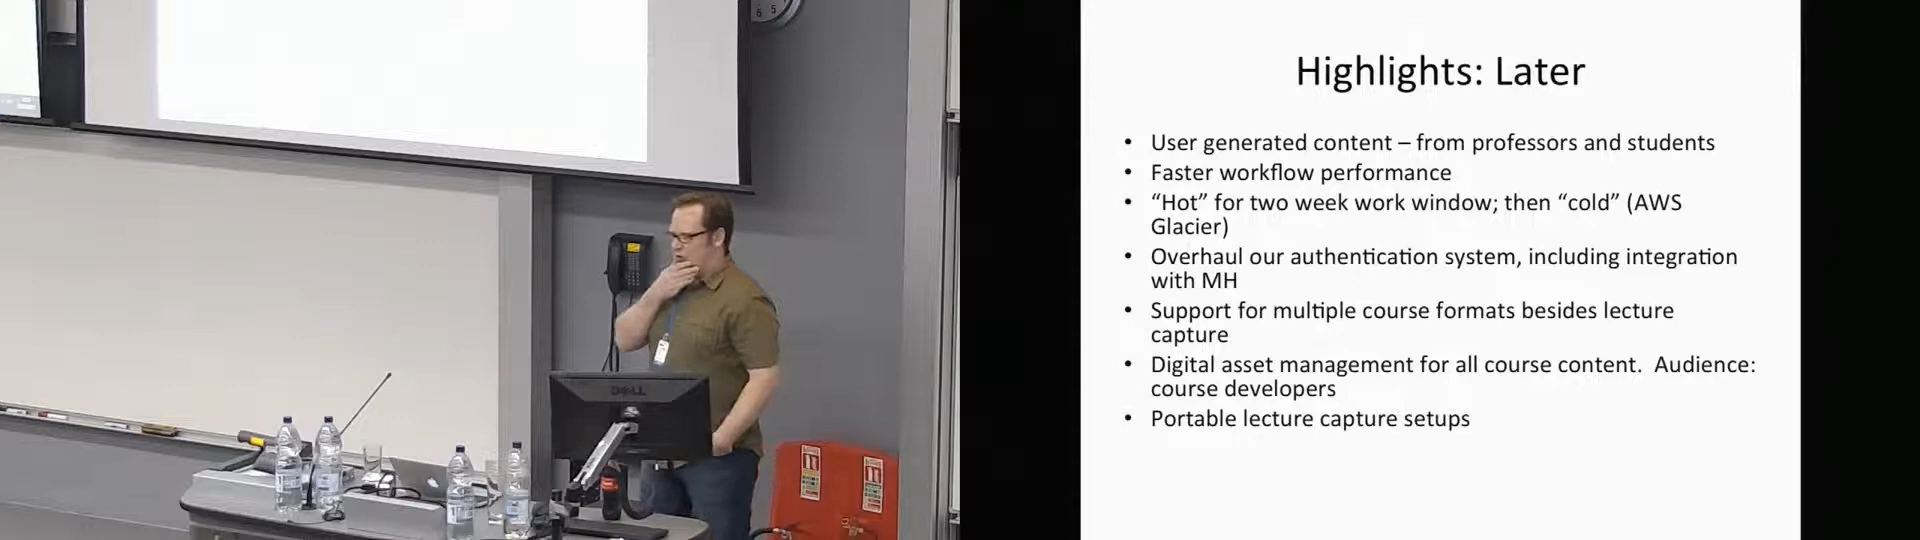 6 5
DELL
Highlights: Later
• User generated content – from professors and students
• Faster workflow performance
• “Hot” for two week work window; then “cold” (AWS
Glacier)
• Overhaul our authentication system, including integration
with MH
• Support for multiple course formats besides lecture
capture
• Digital asset management for all course content.  Audience:
course developers
• Portable lecture capture setups